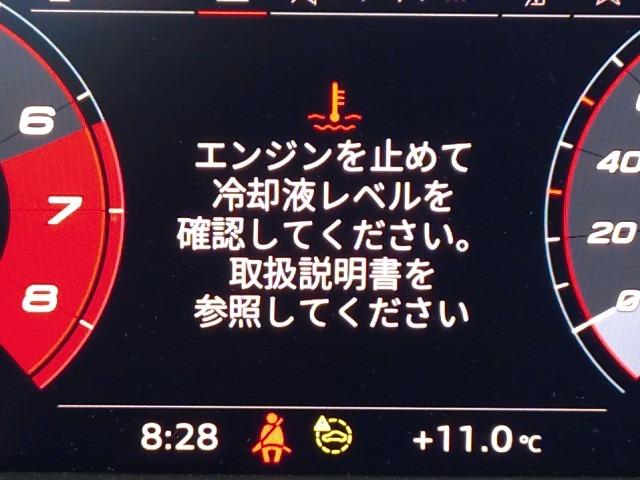 エンジンを止めて
冷却液レベルを
確認してください。
取扱説明書を
参照してください
6
7
8
40
20
0
8:28
+11.0℃